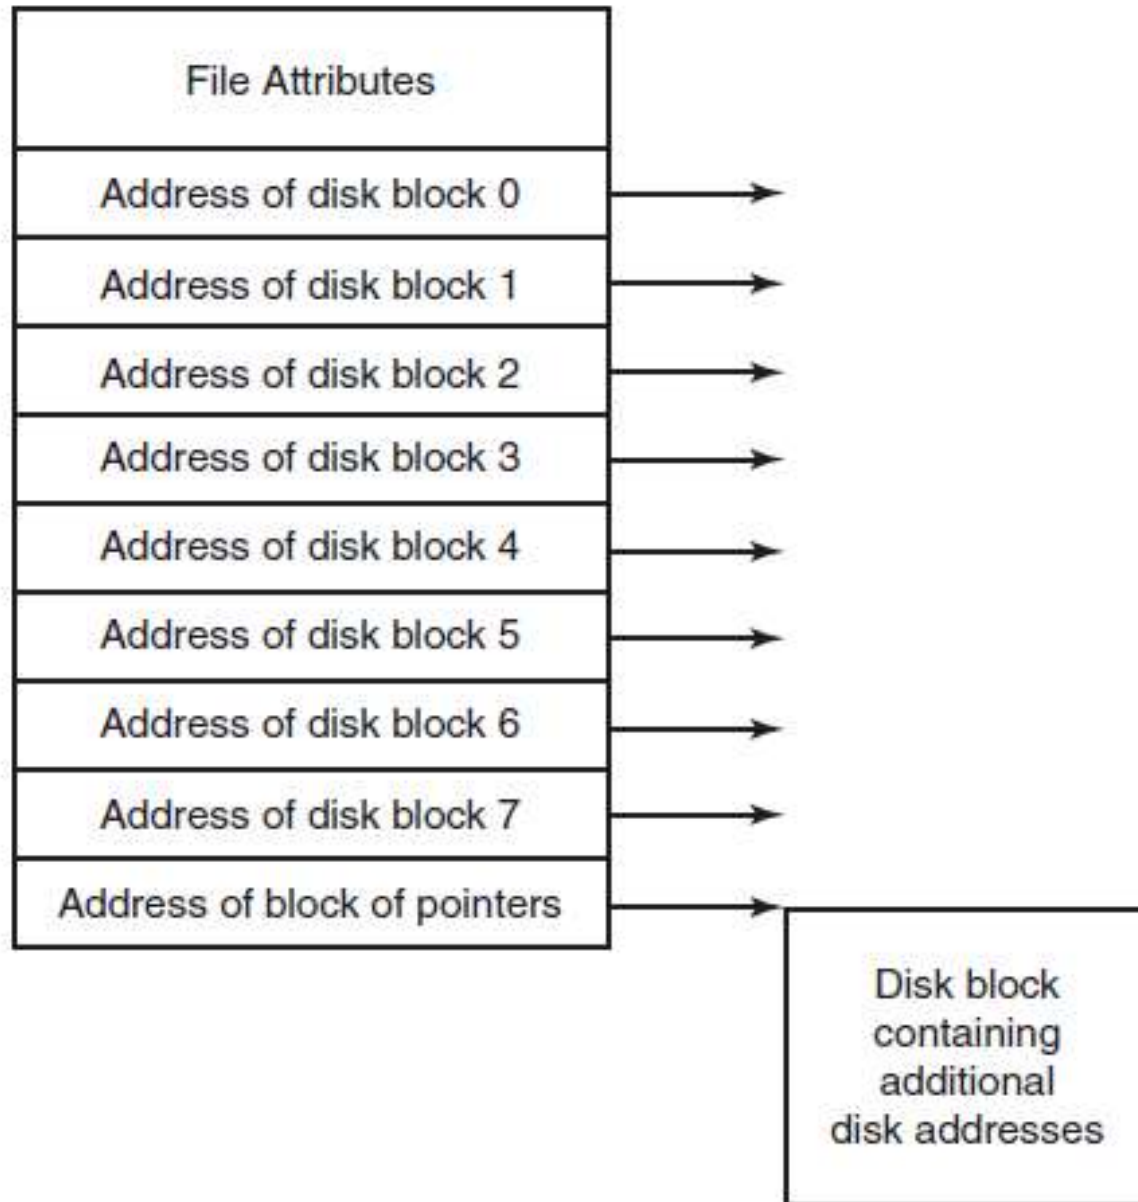 File Attributes
Address of disk block 0
Address of disk block 1
Address of disk block 2
Address of disk block 3
Address of disk block 4
Address of disk block 5
Address of disk block 6
Address of disk block 7
Address of block of pointers
Disk block
containing
additional
disk addresses